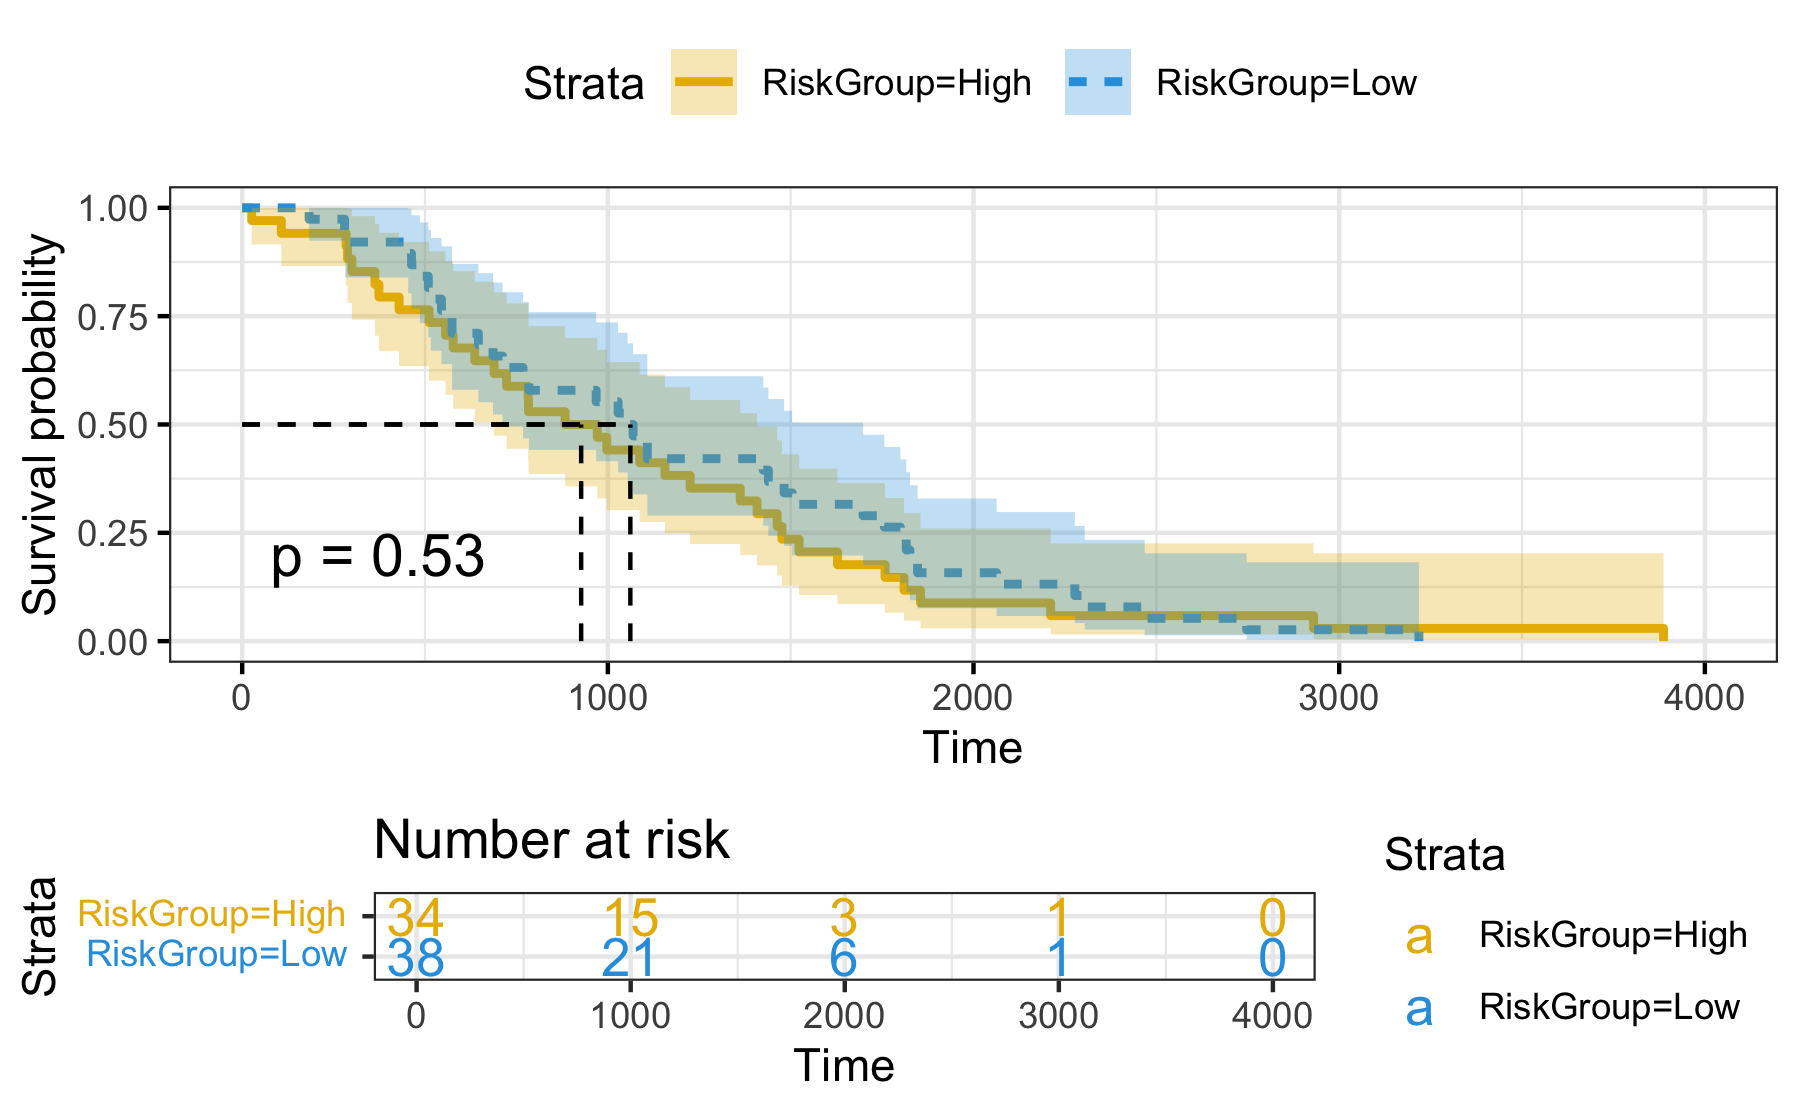 Strata RiskGroup=High RiskGroup=Low
Survival probability
1.00
0.75
0.50
0.25
0.00
p = 0.53
0 1000 2000 3000 4000
Time
Number at risk
Strata
RiskGroup=High 34 15 3 1 0
RiskGroup=Low 38 21 6 1 0
0 1000 2000 3000 4000
Time
Strata
a RiskGroup=High
a RiskGroup=Low